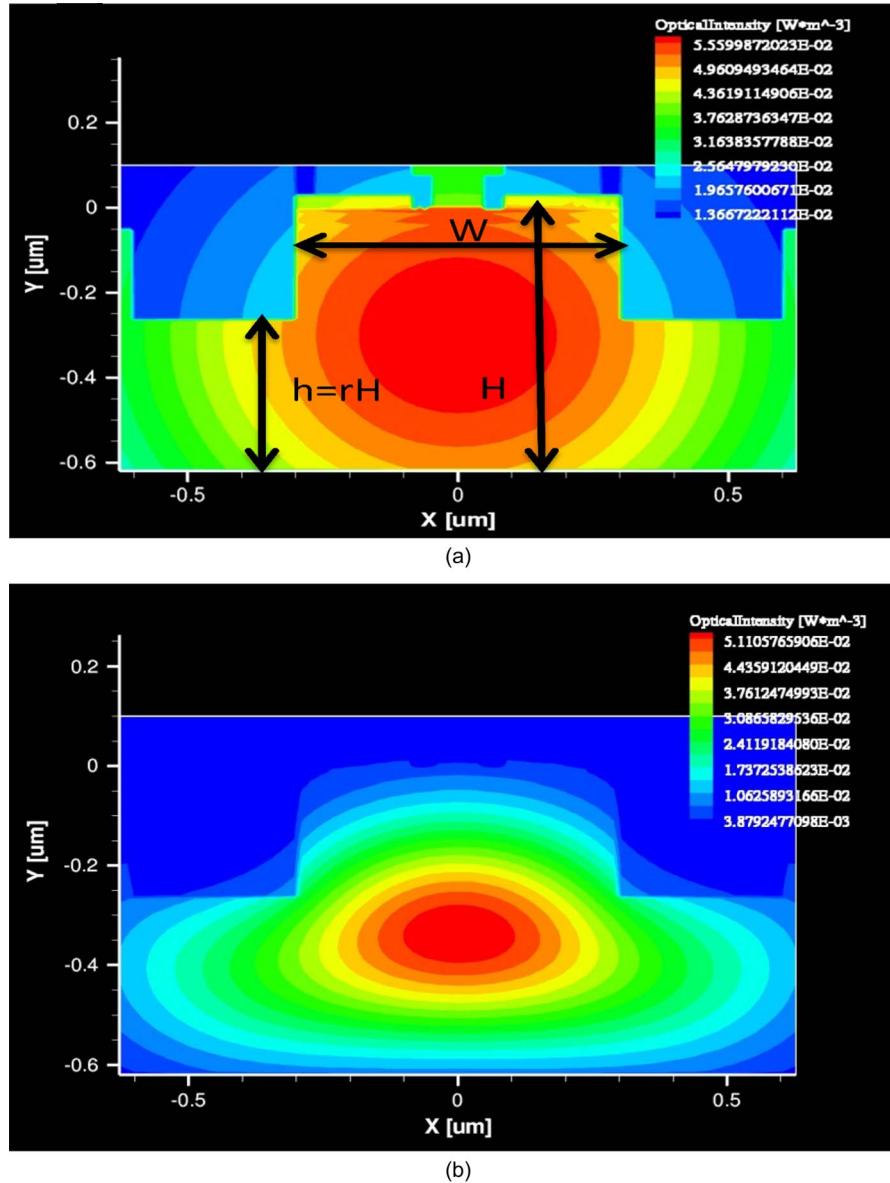 OpticalIntensity [W*m^-3]
5.5599872023E-02
4.9609493464E-02
4.3619114906E-02
3.7628736347E-02
3.1638357788E-02
2.5647979230E-02
1.9657600671E-02
1.3667222112E-02
0.2
0
-0.2
-0.4
-0.6
Y [um]
W
h=rH
H
-0.5
0
0.5
X [um]
(a)
OpticalIntensity [W*m^-3]
5.1105765906E-02
4.4359120449E-02
3.7612474993E-02
3.0865829536E-02
2.4119184080E-02
1.7372538623E-02
1.0625893166E-02
3.8792477098E-03
0.2
0
-0.2
-0.4
-0.6
Y [um]
-0.5
0
0.5
X [um]
(b)